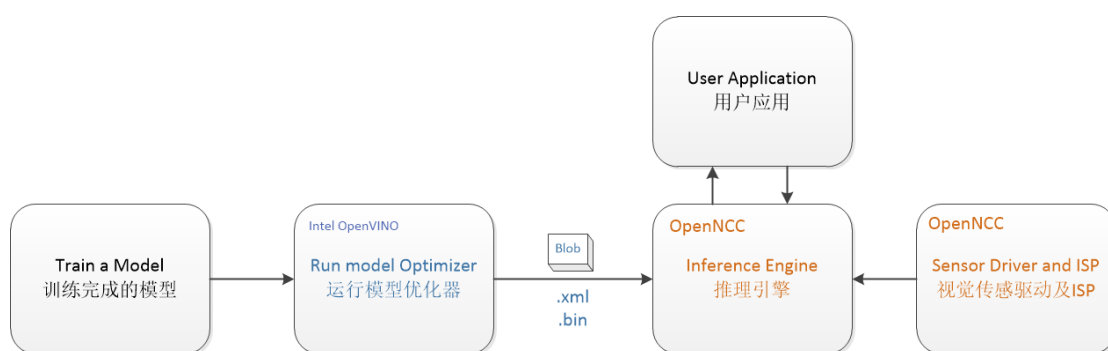 User Application
用户应用
Train a Model
训练完成的模型
Intel OpenVINO
Run model Optimizer
运行模型优化器
Blob
.xml
.bin
OpenNCC
Inference Engine
推理引擎
OpenNCC
Sensor Driver and ISP
视觉传感驱动及ISP